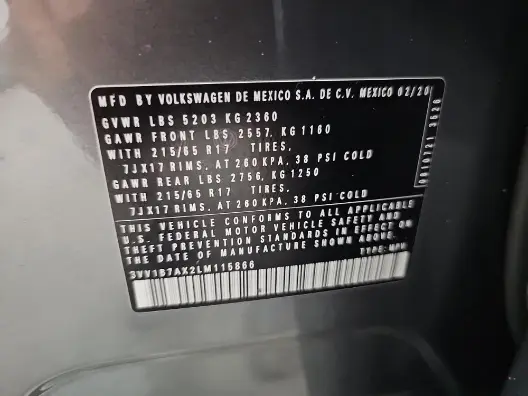 MFD BY VOLKSWAGEN DE MEXICO S.A. DE C.V. MEXICO 02/20
GVWR LBS 5203 KG 2360
GAWR FRONT LBS 2557, KG 1160
WITH 215/65 R17 TIRES,
7JX17 RIMS, AT 260 KPA, 38 PSI COLD
GAWR REAR LBS 2756, KG 1250
WITH 215/65 R17 TIRES,
7JX17 RIMS, AT 260 KPA, 38 PSI COLD
THIS VEHICLE CONFORMS TO ALL APPLICABLE
U.S. FEDERAL MOTOR VEHICLE SAFETY AND
THEFT PREVENTION STANDARDS IN EFFECT ON
THE DATE OF MANUFACTURE SHOWN ABOVE.
TYPE: MPV
3VV1B7AX2LM115866